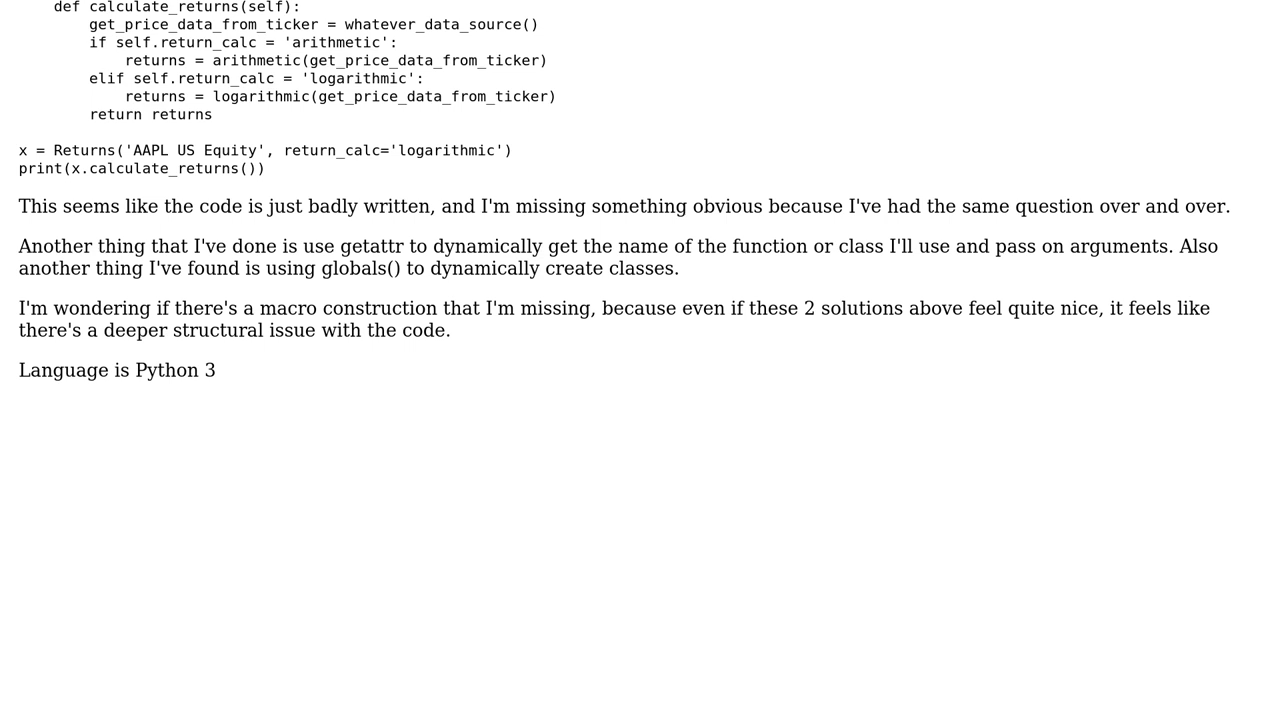 def calculate_returns(self):
        get_price_data_from_ticker = whatever_data_source()
        if self.return_calc = 'arithmetic':
            returns = arithmetic(get_price_data_from_ticker)
        elif self.return_calc = 'logarithmic':
            returns = logarithmic(get_price_data_from_ticker)
        return returns

x = Returns('AAPL US Equity', return_calc='logarithmic')
print(x.calculate_returns())
This seems like the code is just badly written, and I'm missing something obvious because I've had the same question over and over.
Another thing that I've done is use getattr to dynamically get the name of the function or class I'll use and pass on arguments. Also
another thing I've found is using globals() to dynamically create classes.
I'm wondering if there's a macro construction that I'm missing, because even if these 2 solutions above feel quite nice, it feels like
there's a deeper structural issue with the code.
Language is Python 3